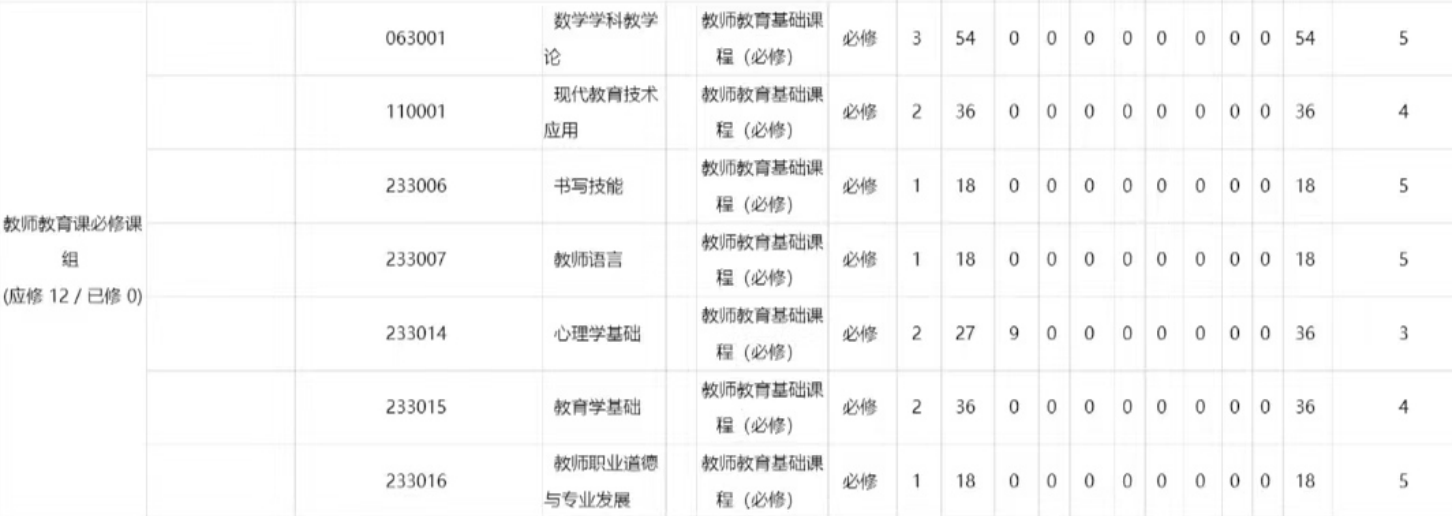 教师教育课必修课
组
(应修 12 / 已修 0)
063001 数学学科教学论 教师教育基础课程（必修） 必修 3 54 0 0 0 0 0 0 0 0 54 5
110001 现代教育技术应用 教师教育基础课程（必修） 必修 2 36 0 0 0 0 0 0 0 0 36 4
233006 书写技能 教师教育基础课程（必修） 必修 1 18 0 0 0 0 0 0 0 0 18 5
233007 教师语言 教师教育基础课程（必修） 必修 1 18 0 0 0 0 0 0 0 0 18 5
233014 心理学基础 教师教育基础课程（必修） 必修 2 27 9 0 0 0 0 0 0 0 36 3
233015 教育学基础 教师教育基础课程（必修） 必修 2 36 0 0 0 0 0 0 0 0 36 4
233016 教师职业道德与专业发展 教师教育基础课程（必修） 必修 1 18 0 0 0 0 0 0 0 0 18 5